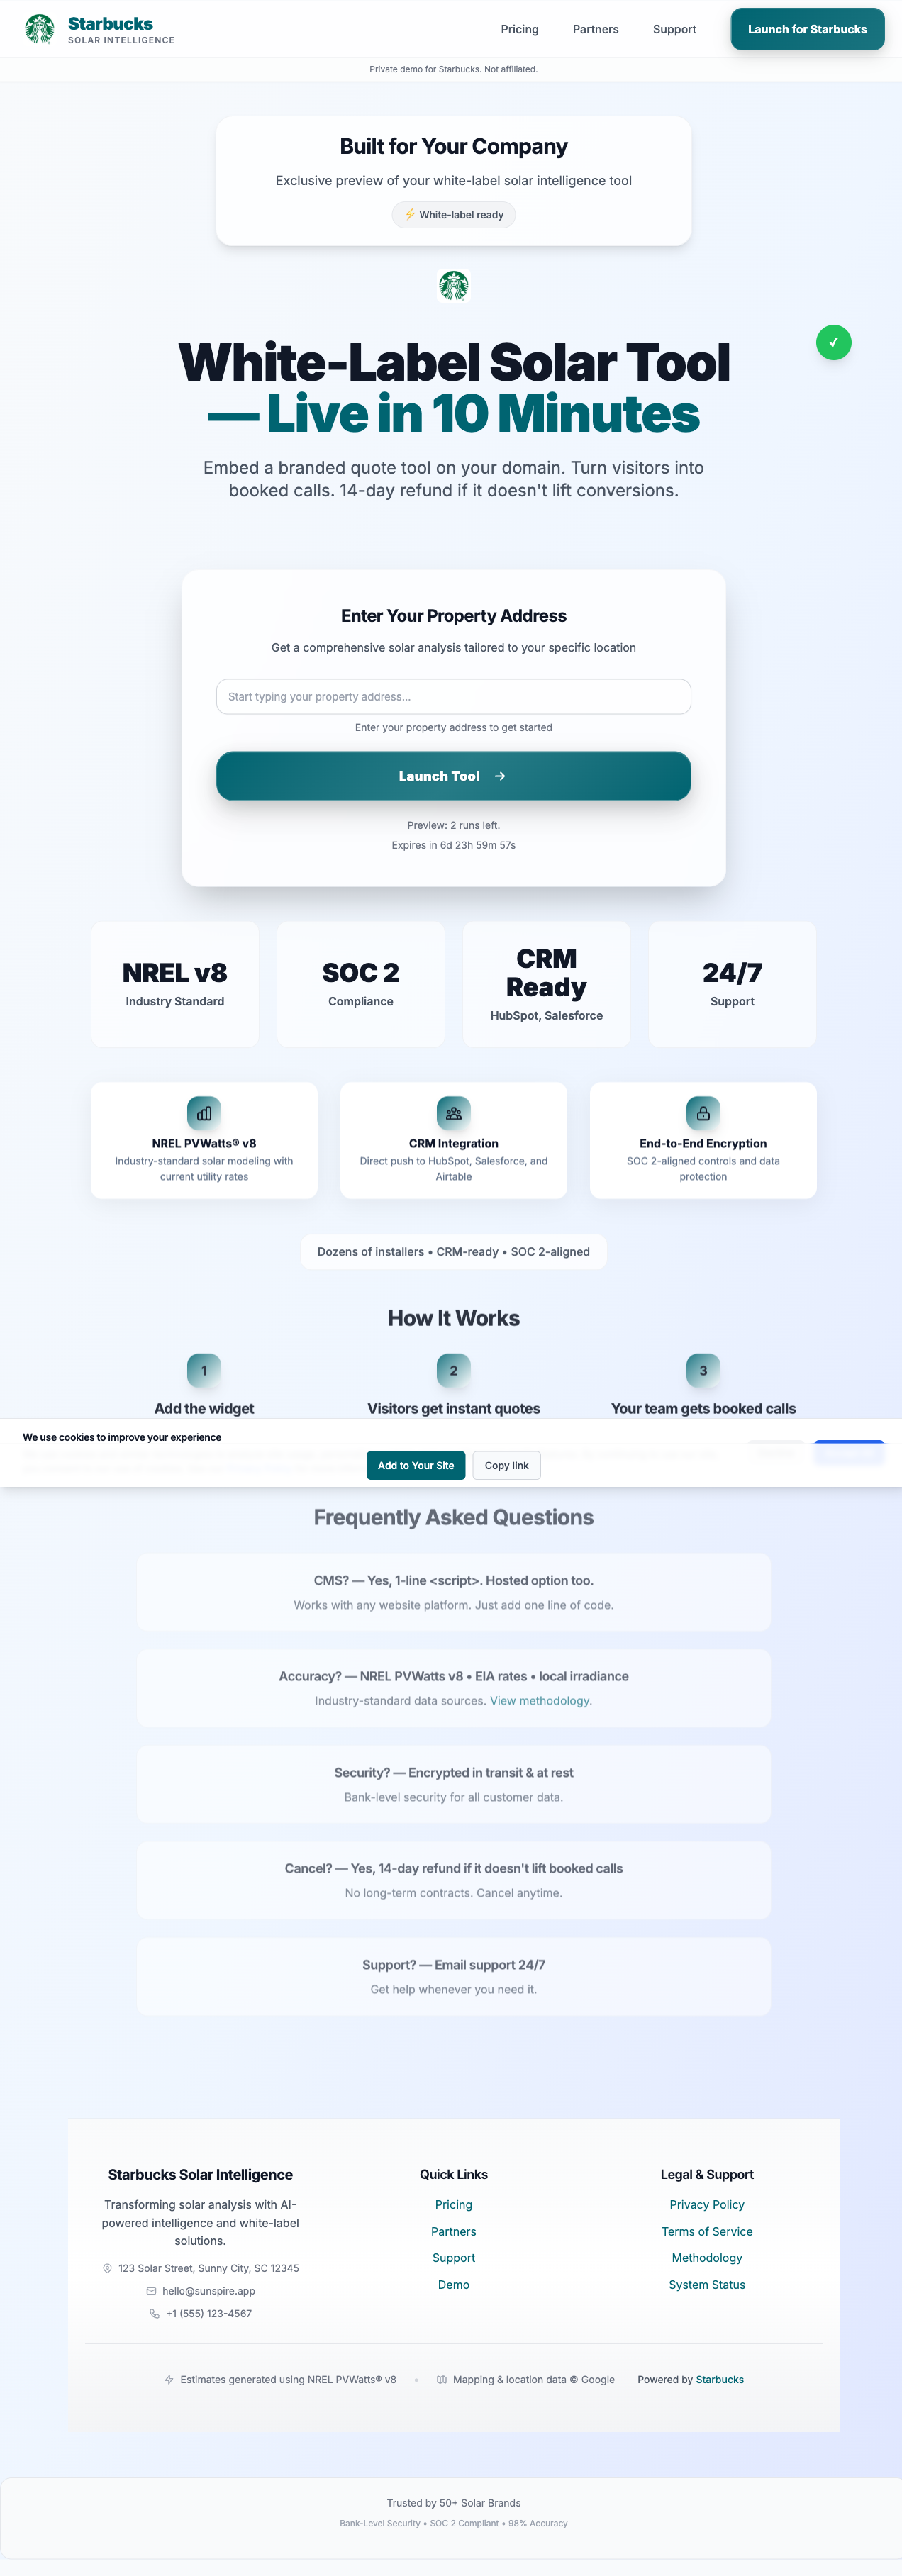 Starbucks
SOLAR INTELLIGENCE
Pricing
Partners
Support
Launch for Starbucks
Private demo for Starbucks. Not affiliated.
Built for Your Company
Exclusive preview of your white-label solar intelligence tool
⚡ White-label ready
White-Label Solar Tool
— Live in 10 Minutes
✓
Embed a branded quote tool on your domain. Turn visitors into
booked calls. 14-day refund if it doesn't lift conversions.
Enter Your Property Address
Get a comprehensive solar analysis tailored to your specific location
Start typing your property address...
Enter your property address to get started
Launch Tool →
Preview: 2 runs left.
Expires in 6d 23h 59m 57s
NREL v8
Industry Standard
SOC 2
Compliance
CRM
Ready
HubSpot, Salesforce
24/7
Support
NREL PVWatts® v8
Industry-standard solar modeling with
current utility rates
CRM Integration
Direct push to HubSpot, Salesforce, and
Airtable
End-to-End Encryption
SOC 2-aligned controls and data
protection
Dozens of installers • CRM-ready • SOC 2-aligned
How It Works
1
Add the widget
2
Visitors get instant quotes
3
Your team gets booked calls
We use cookies to improve your experience
Add to Your Site
Copy link
Frequently Asked Questions
CMS? — Yes, 1-line <script>. Hosted option too.
Works with any website platform. Just add one line of code.
Accuracy? — NREL PVWatts v8 • EIA rates • local irradiance
Industry-standard data sources. View methodology.
Security? — Encrypted in transit & at rest
Bank-level security for all customer data.
Cancel? — Yes, 14-day refund if it doesn't lift booked calls
No long-term contracts. Cancel anytime.
Support? — Email support 24/7
Get help whenever you need it.
Starbucks Solar Intelligence
Transforming solar analysis with AI-
powered intelligence and white-label
solutions.
123 Solar Street, Sunny City, SC 12345
hello@sunspire.app
+1 (555) 123-4567
Quick Links
Pricing
Partners
Support
Demo
Legal & Support
Privacy Policy
Terms of Service
Methodology
System Status
Estimates generated using NREL PVWatts® v8
Mapping & location data © Google
Powered by Starbucks
Trusted by 50+ Solar Brands
Bank-Level Security • SOC 2 Compliant • 98% Accuracy